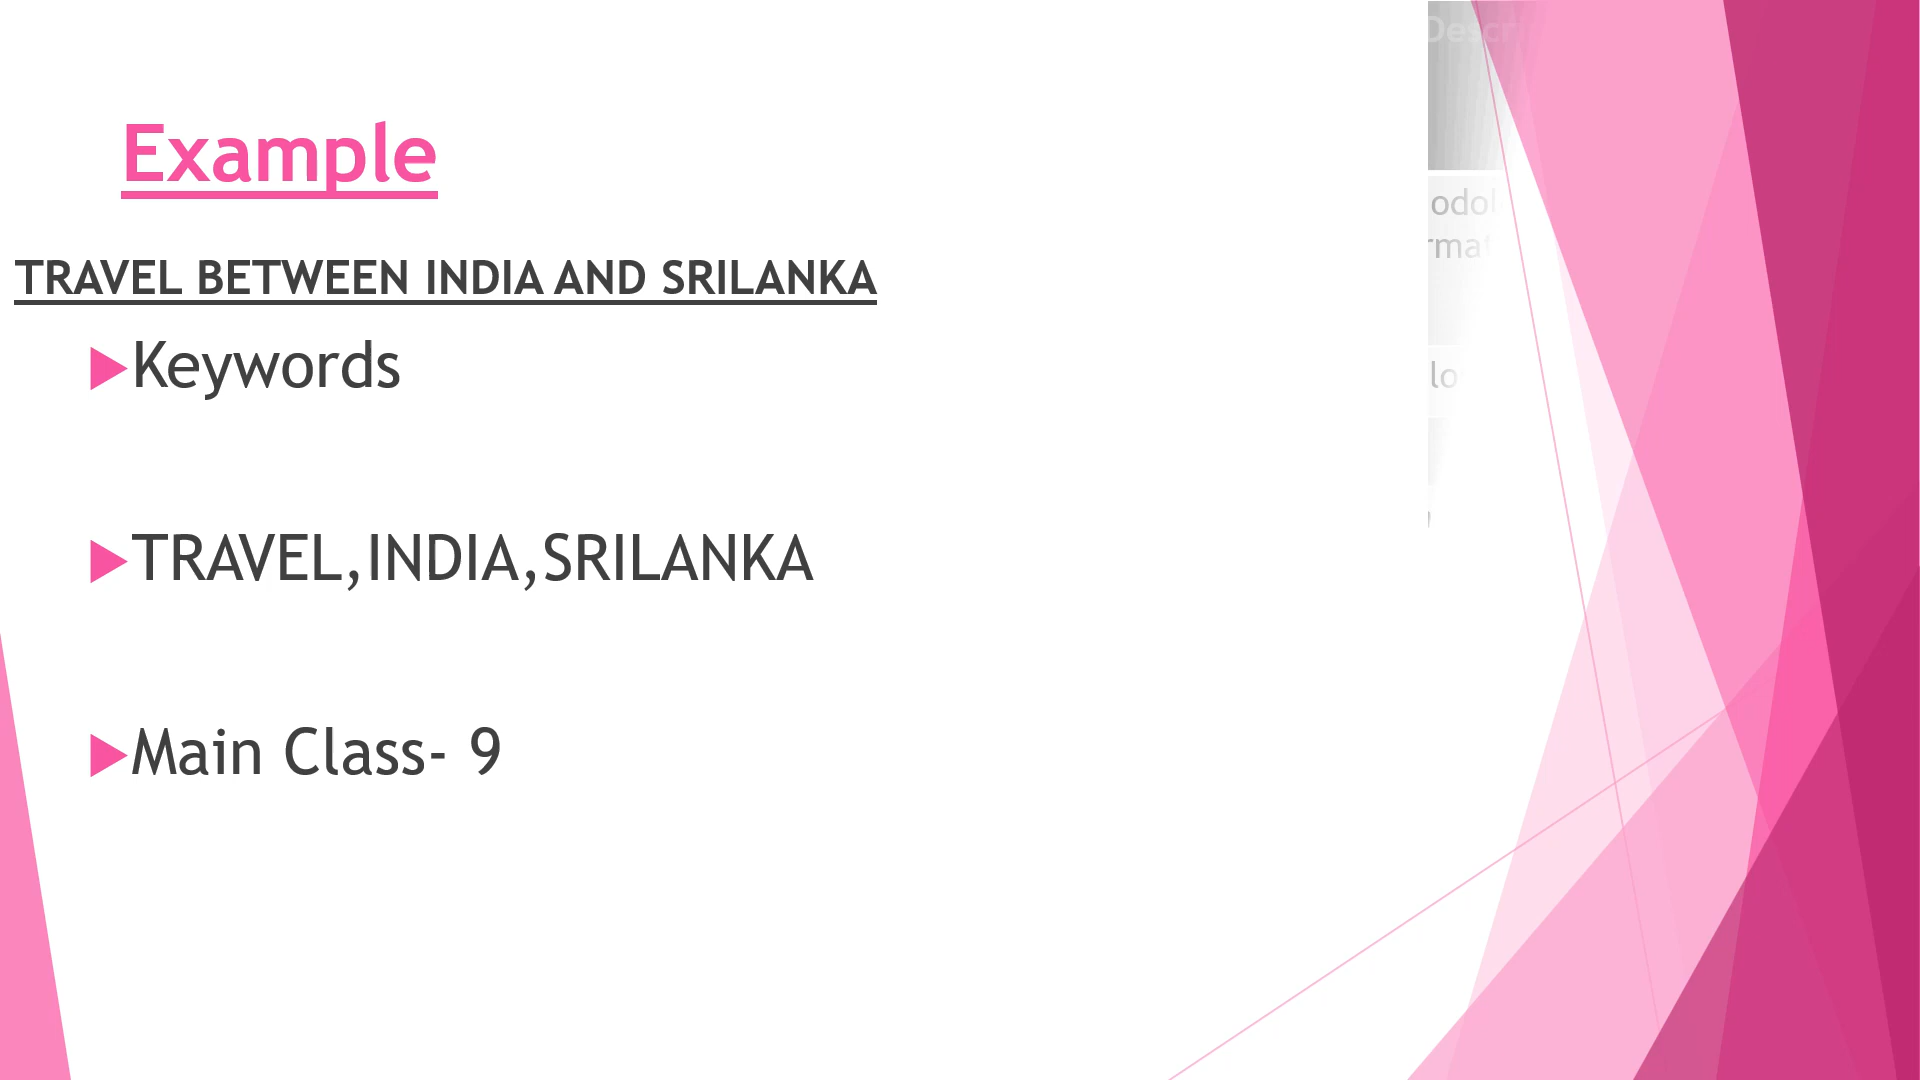 Example
TRAVEL BETWEEN INDIA AND SRILANKA
Keywords
TRAVEL,INDIA,SRILANKA
Main Class- 9